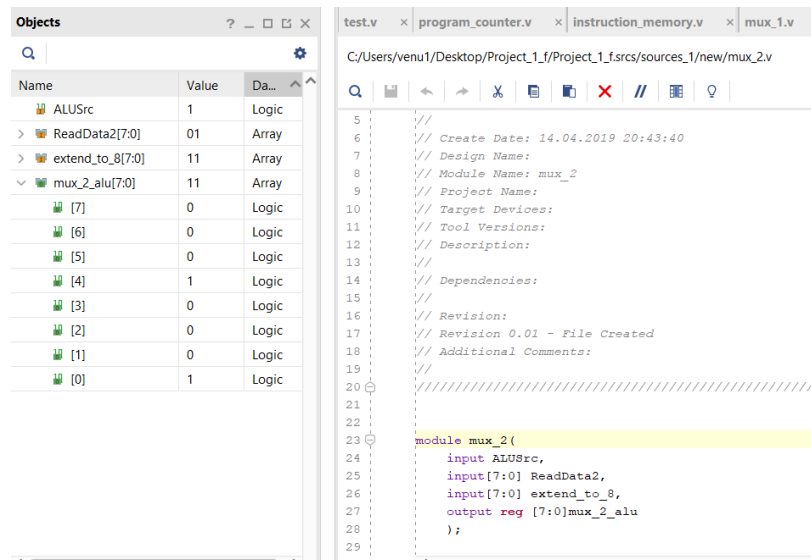 Objects
Name Value Da...
ALUSrc 1 Logic
ReadData2[7:0] 01 Array
extend_to_8[7:0] 11 Array
mux_2_alu[7:0] 11 Array
[7] 0 Logic
[6] 0 Logic
[5] 0 Logic
[4] 1 Logic
[3] 0 Logic
[2] 0 Logic
[1] 0 Logic
[0] 1 Logic
test.v × program_counter.v × instruction_memory.v × mux_1.v
C:/Users/venu1/Desktop/Project_1_f/Project_1_f.srcs/sources_1/new/mux_2.v
5 //
6 // Create Date: 14.04.2019 20:43:40
7 // Design Name:
8 // Module Name: mux_2
9 // Project Name:
10 // Target Devices:
11 // Tool Versions:
12 // Description:
13 //
14 // Dependencies:
15 //
16 // Revision:
17 // Revision 0.01 - File Created
18 // Additional Comments:
19 //
20 ////////////////////////////////////////////////////
21
22
23 module mux_2(
24 input ALUSrc,
25 input[7:0] ReadData2,
26 input[7:0] extend_to_8,
27 output reg [7:0]mux_2_alu
28 );
29